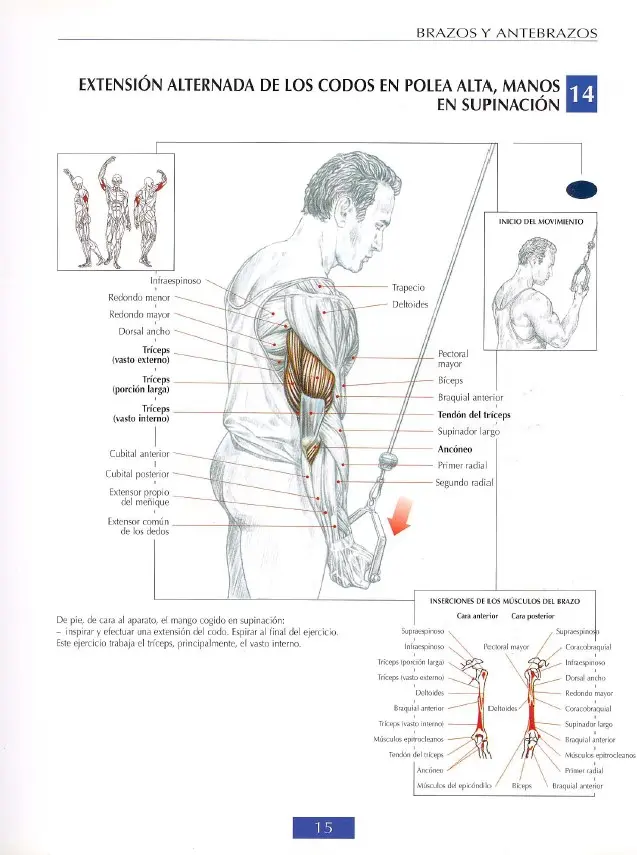 BRAZOS Y ANTEBRAZOS
EXTENSIÓN ALTERNADA DE LOS CODOS EN POLEA ALTA, MANOS
EN SUPINACIÓN
14
INICIO DEL MOVIMIENTO
Infraespinoso
Redondo menor
Redondo mayor
Dorsal ancho
Tríceps
(vasto externo)
Tríceps
(porción larga)
Tríceps
(vasto interno)
Cubital anterior
Cubital posterior
Extensor propio
del meñique
Extensor común
de los dedos
Trapecio
Deltoides
Pectoral
mayor
Bíceps
Braquial anterior
Tendón del tríceps
Supinador largo
Ancóneo
Primer radial
Segundo radial
De pie, de cara al aparato, el mango cogido en supinación:
– inspirar y efectuar una extensión del codo. Espirar al final del ejercicio.
Este ejercicio trabaja el tríceps, principalmente, el vasto interno.
INSERCIONES DE LOS MÚSCULOS DEL BRAZO
Cara anterior Cara posterior
Supraespinoso
Infraespinoso
Tríceps (porción larga)
Tríceps (vasto externo)
Deltoides
Braquial anterior
Tríceps (vasto interno)
Músculos epitrocleanos
Tendón del tríceps
Ancóneo
Músculos del epicóndilo
Pectoral mayor
Deltoides
Bíceps
Supraespinoso
Coracobraquial
Infraespinoso
Dorsal ancho
Redondo mayor
Coracobraquial
Supinador largo
Braquial anterior
Músculos epitrocleanos
Primer radial
Braquial anterior
15